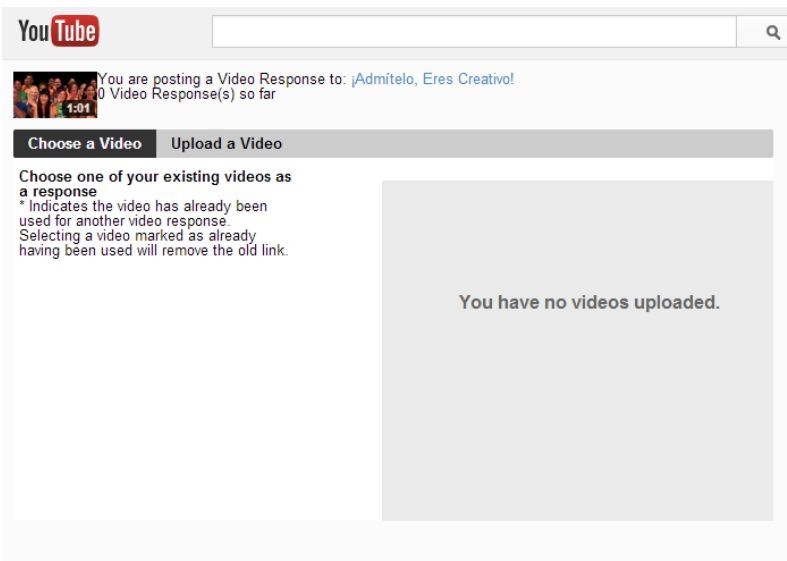 YouTube
You are posting a Video Response to: ¡Admítelo, Eres Creativo!
0 Video Response(s) so far
1:01
Choose a Video Upload a Video
Choose one of your existing videos as
a response
* Indicates the video has already been
used for another video response.
Selecting a video marked as already
having been used will remove the old link.
You have no videos uploaded.